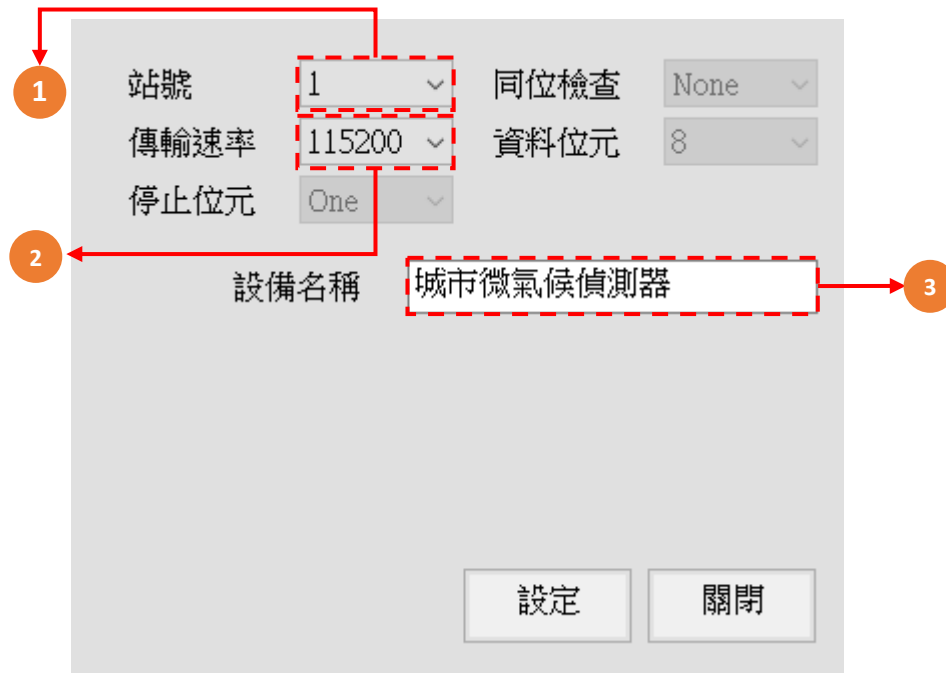 1
站號 1 同位檢查 None
傳輸速率 115200 資料位元 8
停止位元 One
2
設備名稱 城市微氣候偵測器 3
設定 關閉